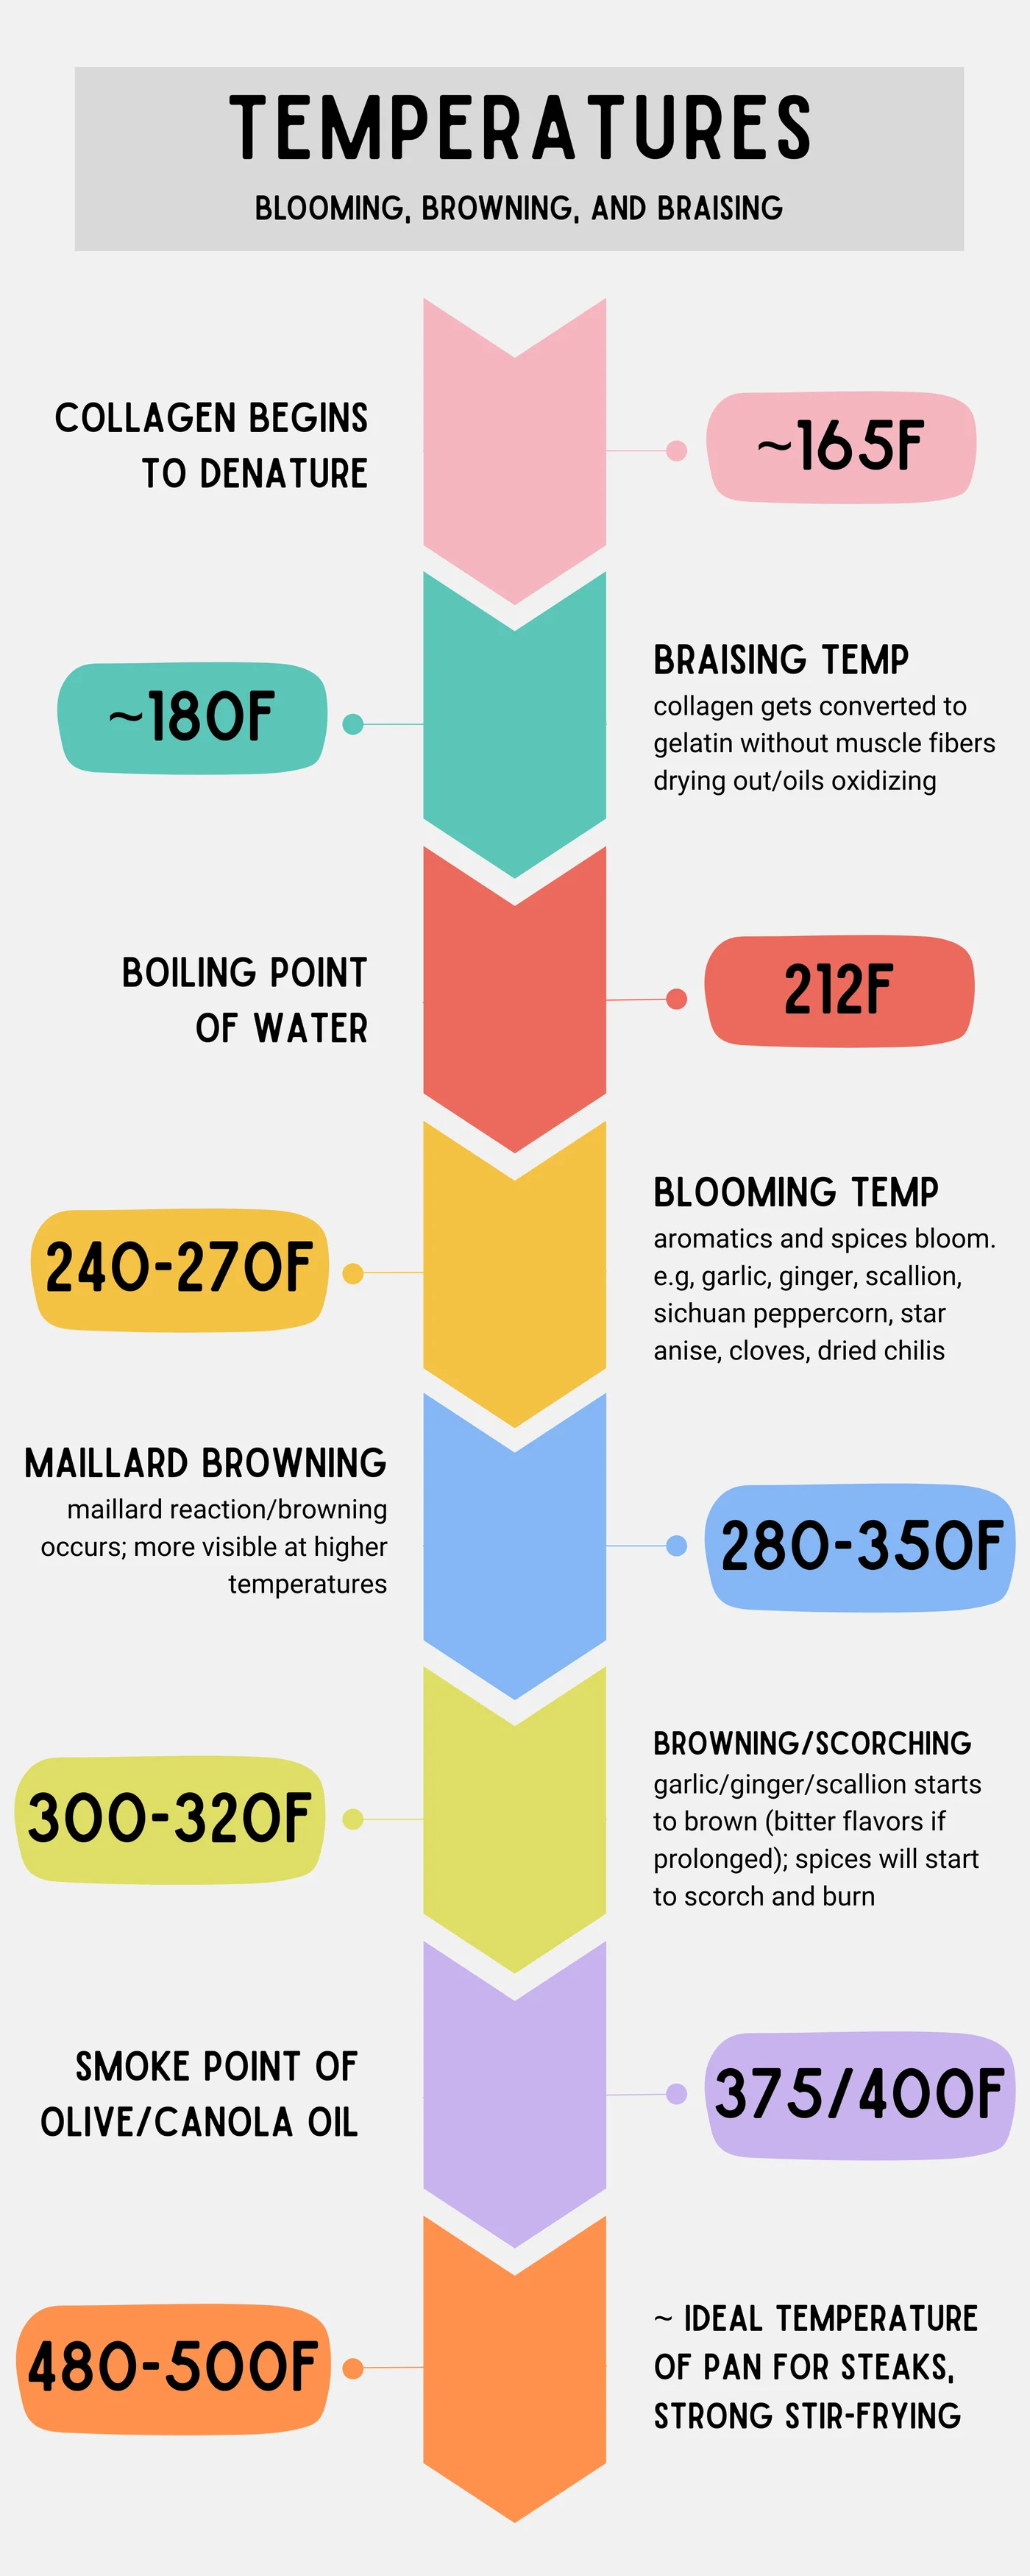 TEMPERATURES
BLOOMING, BROWNING, AND BRAISING
COLLAGEN BEGINS
TO DENATURE
~165F
~180F
BRAISING TEMP
collagen gets converted to
gelatin without muscle fibers
drying out/oils oxidizing
BOILING POINT
OF WATER
212F
240-270F
BLOOMING TEMP
aromatics and spices bloom.
e.g, garlic, ginger, scallion,
sichuan peppercorn, star
anise, cloves, dried chilis
MAILLARD BROWNING
maillard reaction/browning
occurs; more visible at higher
temperatures
280-350F
300-320F
BROWNING/SCORCHING
garlic/ginger/scallion starts
to brown (bitter flavors if
prolonged); spices will start
to scorch and burn
SMOKE POINT OF
OLIVE/CANOLA OIL
375/400F
480-500F
~ IDEAL TEMPERATURE
OF PAN FOR STEAKS,
STRONG STIR-FRYING